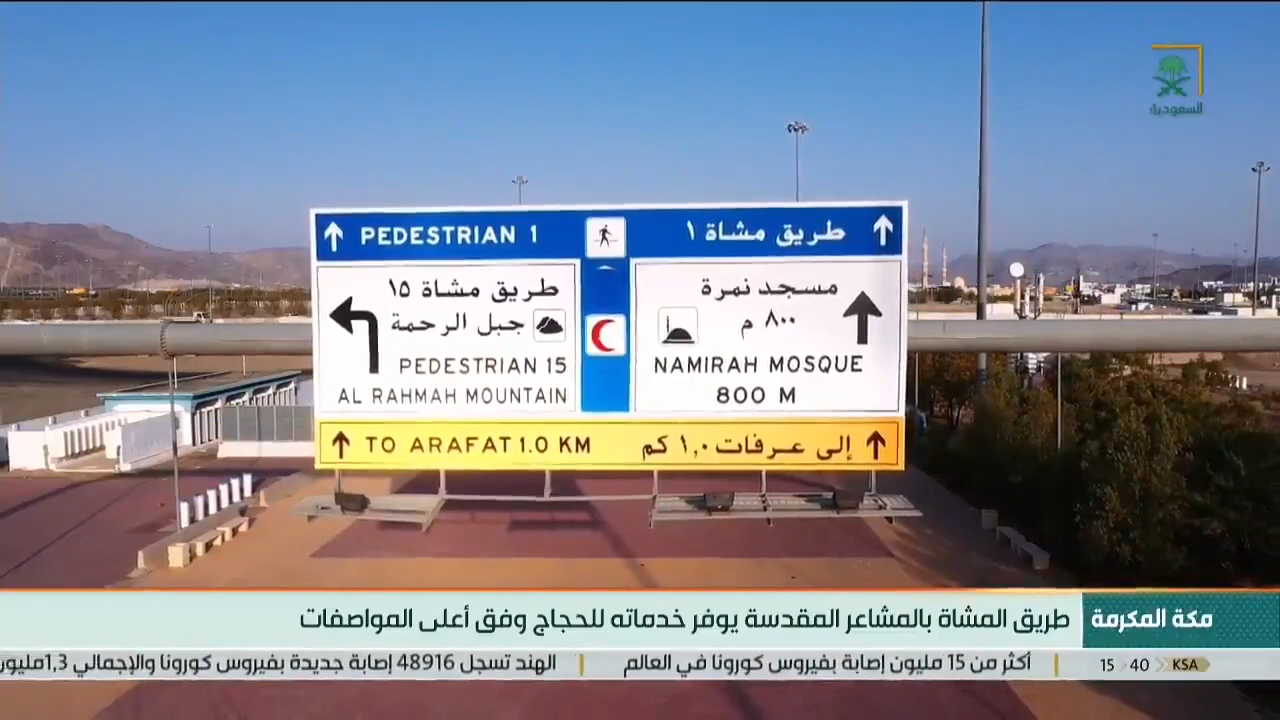 السعودية
PEDESTRIAN 1
طريق مشاة ١
طريق مشاة ١٥
جبل الرحمة
PEDESTRIAN 15
AL RAHMAH MOUNTAIN
مسجد نمرة
٨٠٠ م
NAMIRAH MOSQUE
800 M
TO ARAFAT 1.0 KM
إلى عرفات ١,٠ كم
مكة المكرمة
طريق المشاة بالمشاعر المقدسة يوفر خدماته للحجاج وفق أعلى المواصفات
KSA 15 40
أكثر من 15 مليون إصابة بفيروس كورونا في العالم
الهند تسجل 48916 إصابة جديدة بفيروس كورونا والإجمالي 1,3مليون